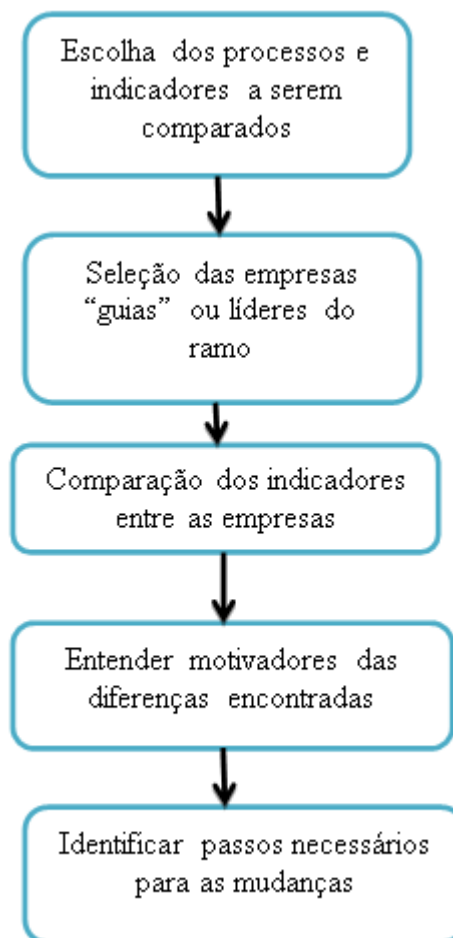 Escolha dos processos e
indicadores a serem
comparados
Seleção das empresas
“guias” ou líderes do
ramo
Comparação dos indicadores
entre as empresas
Entender motivadores das
diferenças encontradas
Identificar passos necessários
para as mudanças